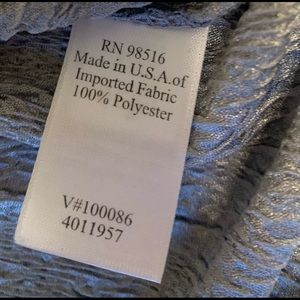 RN 98516
Made in U.S.A.of
Imported Fabric
100% Polyester
V#100086
4011957